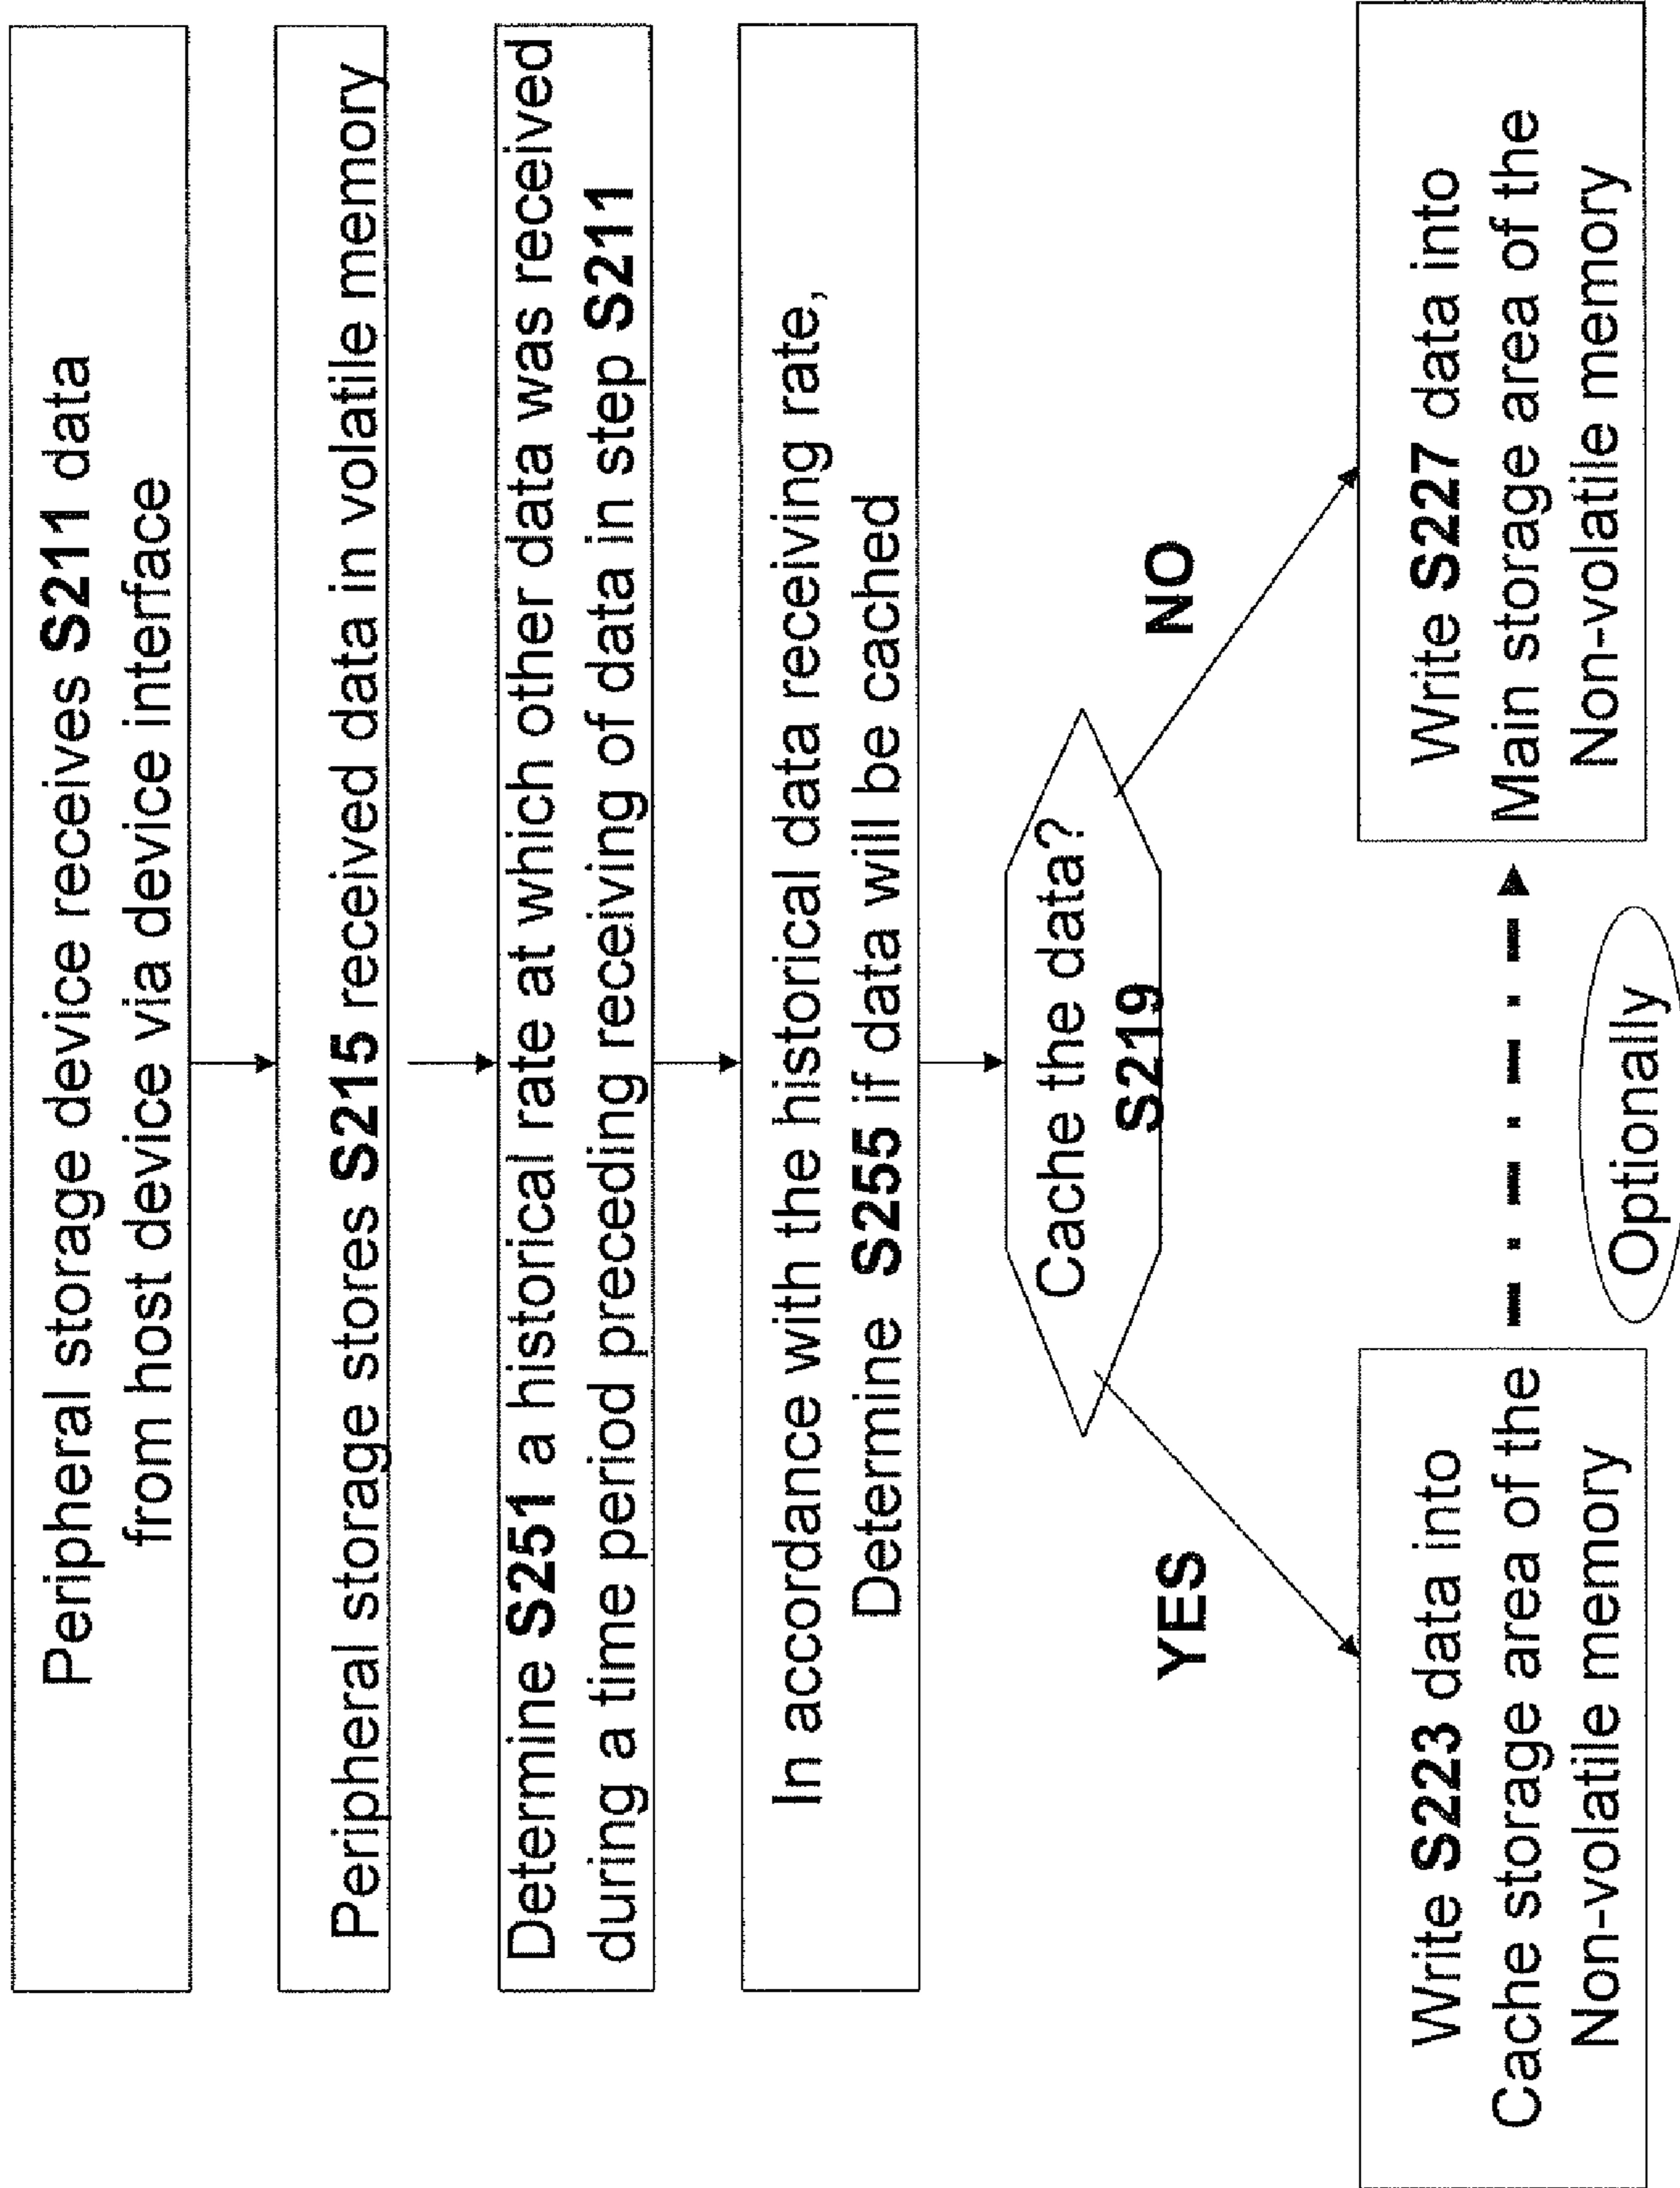 Peripheral storage device receives S211 data
from host device via device interface
Peripheral storage stores S215 received data in volatile memory
Determine S251 a historical rate at which other data was received
during a time period preceding receiving of data in step S211
In accordance with the historical data receiving rate,
Determine S255 if data will be cached
Cache the data?
S219
YES
NO
Write S223 data into
Cache storage area of the
Non-volatile memory
Optionally
Write S227 data into
Main storage area of the
Non-volatile memory